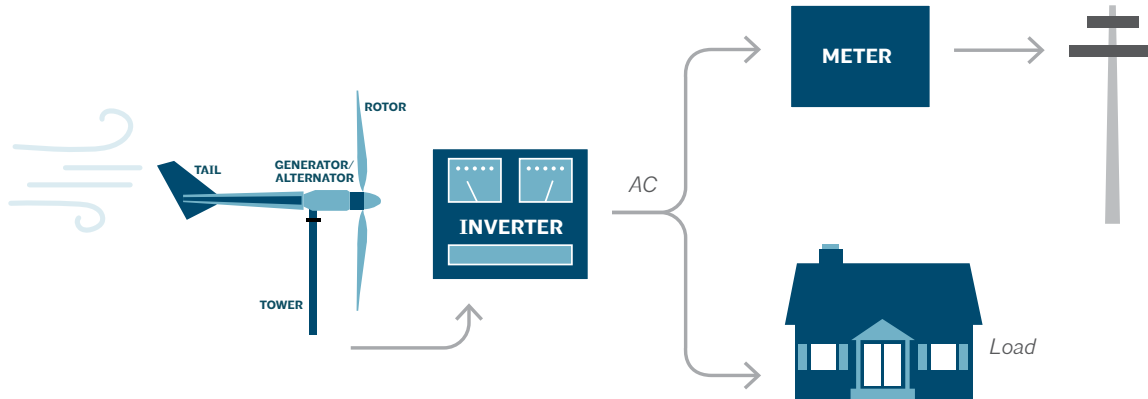 TAIL
GENERATOR/
ALTERNATOR
ROTOR
TOWER
INVERTER
AC
METER
Load